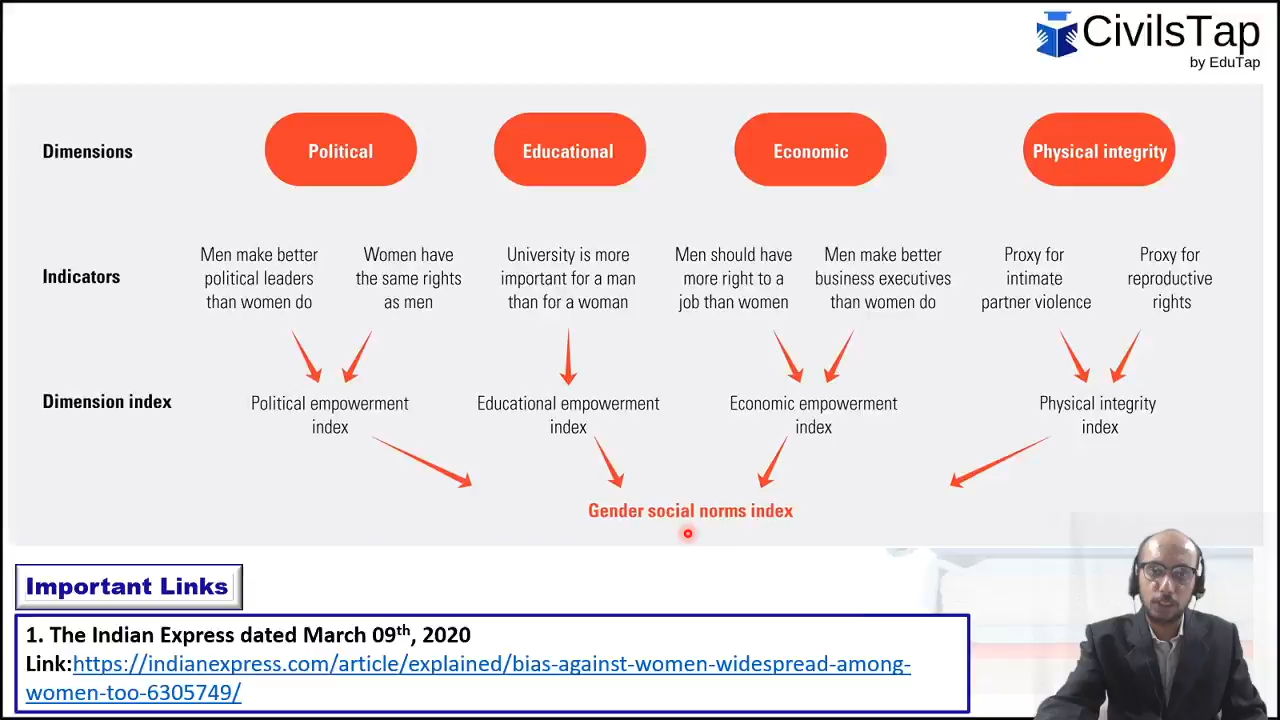 CivilsTap
by EduTap
Dimensions
Political
Educational
Economic
Physical integrity
Indicators
Men make better
political leaders
than women do
Women have
the same rights
as men
University is more
important for a man
than for a woman
Men should have
more right to a
job than women
Men make better
business executives
than women do
Proxy for
intimate
partner violence
Proxy for
reproductive
rights
Dimension index
Political empowerment
index
Educational empowerment
index
Economic empowerment
index
Physical integrity
index
Gender social norms index
Important Links
1. The Indian Express dated March 09th, 2020
Link:https://indianexpress.com/article/explained/bias-against-women-widespread-among-
women-too-6305749/